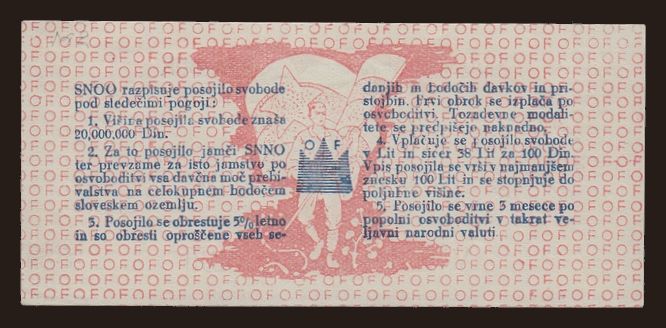 SNOO razpisuje posojilo svobode
pod sledečimi pogoji:
1. Višina posojila svobode znaša
20,000.000 Din.
2. Za to posojilo jamči SNNO
ter prevzame za isto jamstvo po
osvoboditvi vsa davčna moč prebi-
valstva na celokupnem bodočem
slovenskem ozemlju.
3. Posojilo se obrestuje 5% letno
in so obresti oproščene vseh se-
danjih in bodočih davkov in pri-
stojbin. Prvi obrok se izplača po
osvoboditvi. Tozadevne modali-
tete se predpišejo naknadno.
4. Vplačuje se posojilo svobode
v Lit in sicer 38 Lit za 100 Din.
Vpis posojila se vrši v najmanjšem
znesku 100 Lit in se stopnjuje do
poljubne višine.
5. Posojilo se vrne 3 mesece po
popolni osvoboditvi v takrat ve-
ljavni narodni valuti.
O F